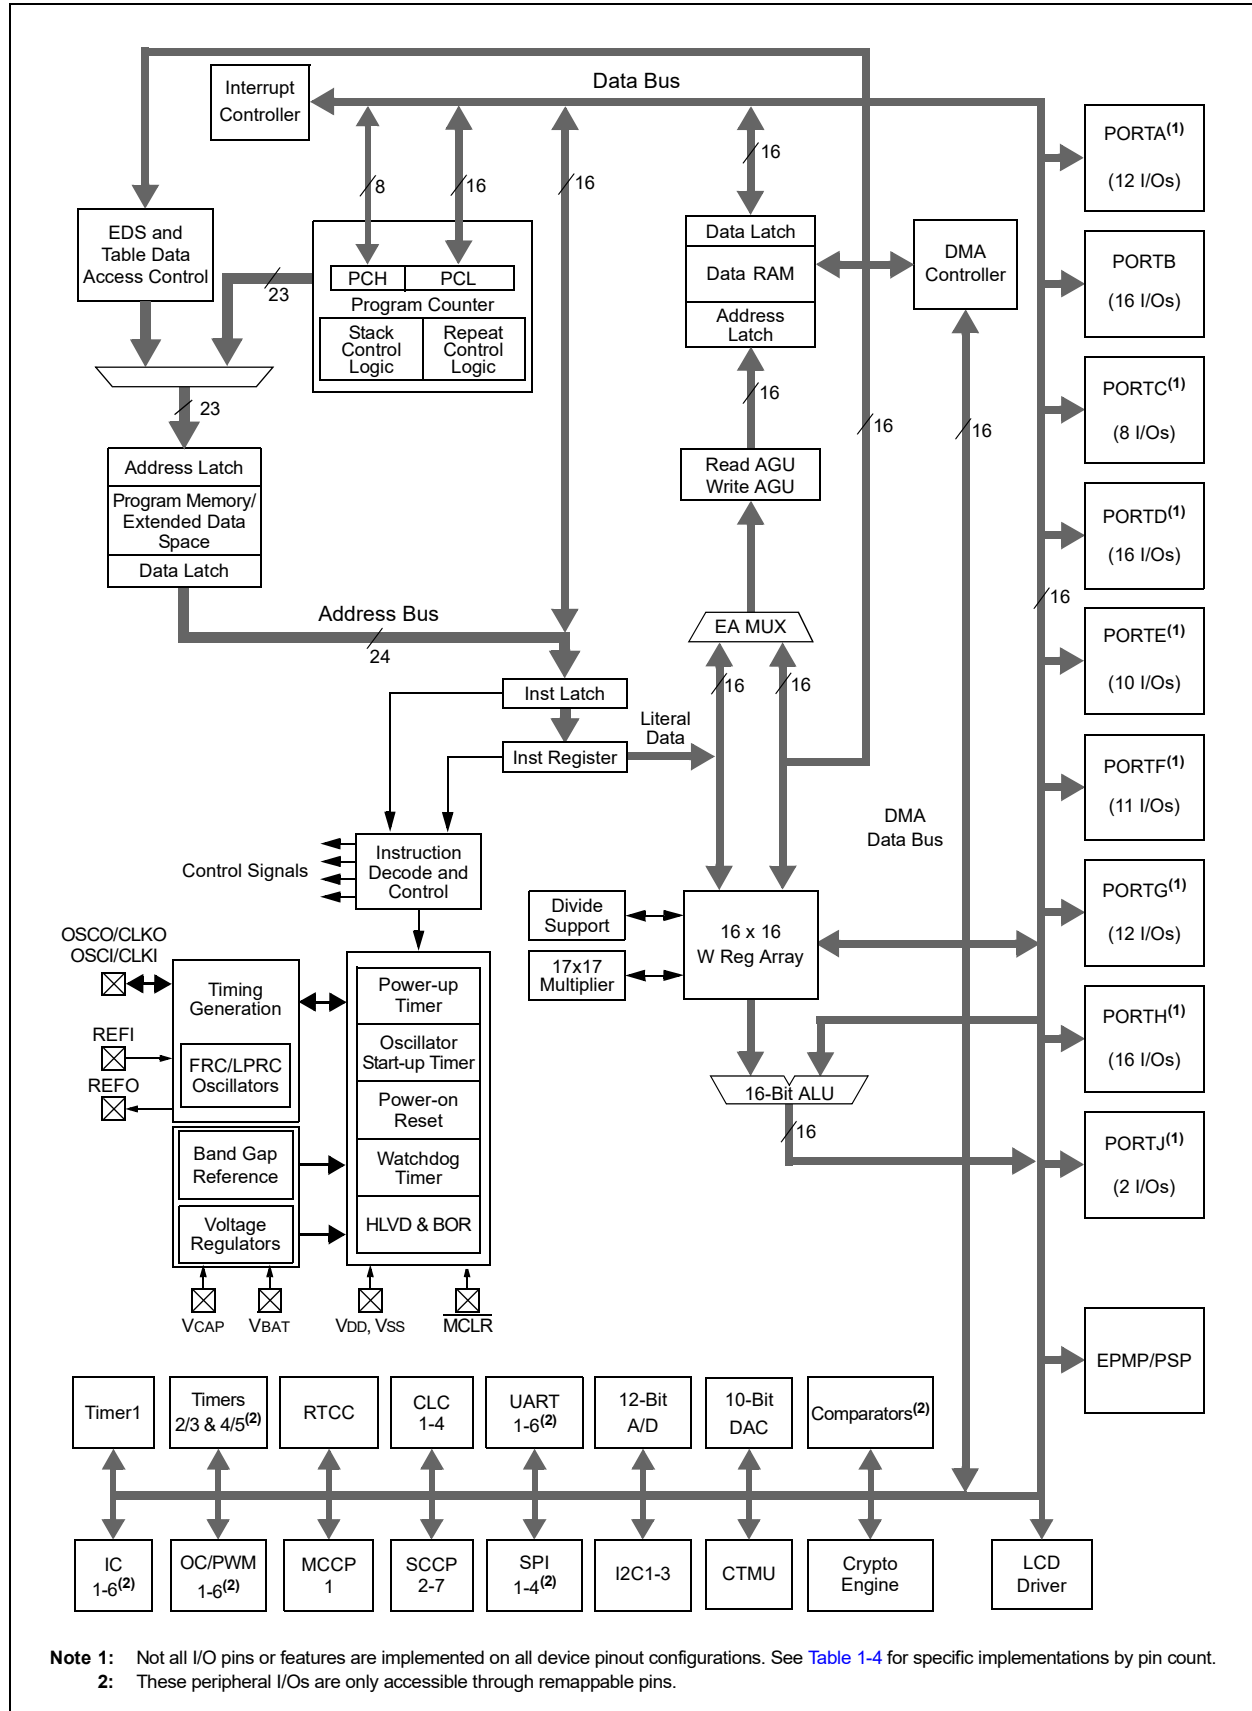 Data Bus
Interrupt
Controller
8
16
16
16
PORTA(1)
(12 I/Os)
EDS and
Table Data
Access Control
23
PCH
PCL
Program Counter
Stack
Control
Logic
Repeat
Control
Logic
Data Latch
Data RAM
Address
Latch
DMA
Controller
PORTB
(16 I/Os)
23
16
16
16
PORTC(1)
(8 I/Os)
Address Latch
Program Memory/
Extended Data
Space
Data Latch
Read AGU
Write AGU
PORTD(1)
(16 I/Os)
16
Address Bus
24
EA MUX
16
16
PORTE(1)
(10 I/Os)
Inst Latch
Literal
Data
Inst Register
PORTF(1)
(11 I/Os)
DMA
Data Bus
Control Signals
Instruction
Decode and
Control
Divide
Support
17x17
Multiplier
16 x 16
W Reg Array
PORTG(1)
(12 I/Os)
OSCO/CLKO
OSCI/CLKI
REFI
REFO
Timing
Generation
FRC/LPRC
Oscillators
Power-up
Timer
Oscillator
Start-up Timer
Power-on
Reset
Watchdog
Timer
HLVD & BOR
PORTH(1)
(16 I/Os)
16-Bit ALU
16
Band Gap
Reference
Voltage
Regulators
PORTJ(1)
(2 I/Os)
VCAP
VBAT
VDD, VSS
MCLR
EPMP/PSP
Timer1
Timers
2/3 & 4/5(2)
RTCC
CLC
1-4
UART
1-6(2)
12-Bit
A/D
10-Bit
DAC
Comparators(2)
IC
1-6(2)
OC/PWM
1-6(2)
MCCP
1
SCCP
2-7
SPI
1-4(2)
I2C1-3
CTMU
Crypto
Engine
LCD
Driver
Note 1: Not all I/O pins or features are implemented on all device pinout configurations. See Table 1-4 for specific implementations by pin count.
2: These peripheral I/Os are only accessible through remappable pins.